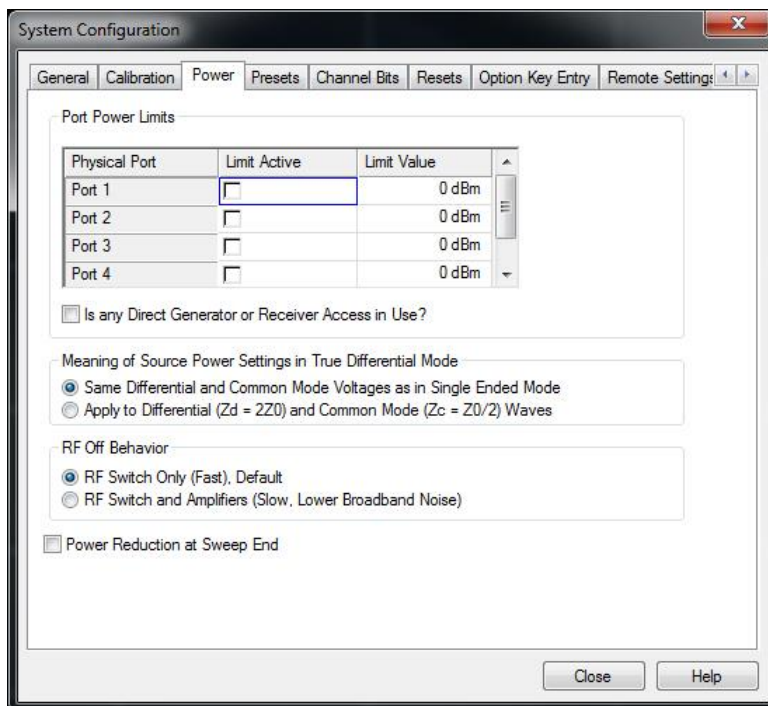 System Configuration
General Calibration Power Presets Channel Bits Resets Option Key Entry Remote Settings
Port Power Limits
Physical Port Limit Active Limit Value
Port 1 0 dBm
Port 2 0 dBm
Port 3 0 dBm
Port 4 0 dBm
Is any Direct Generator or Receiver Access in Use?
Meaning of Source Power Settings in True Differential Mode
Same Differential and Common Mode Voltages as in Single Ended Mode
Apply to Differential (Zd = 2Z0) and Common Mode (Zc = Z0/2) Waves
RF Off Behavior
RF Switch Only (Fast), Default
RF Switch and Amplifiers (Slow, Lower Broadband Noise)
Power Reduction at Sweep End
Close Help